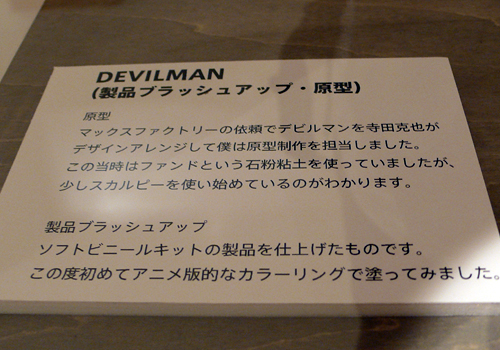 DEVILMAN
(製品ブラッシュアップ・原型)
原型
マックスファクトリーの依頼でデビルマンを寺田克也が
デザインアレンジして僕は原型制作を担当しました。
この当時はファンドという石粉粘土を使っていましたが、
少しスカルピーを使い始めているのがわかります。
製品ブラッシュアップ
ソフトビニールキットの製品を仕上げたものです。
この度初めてアニメ版的なカラーリングで塗ってみました。